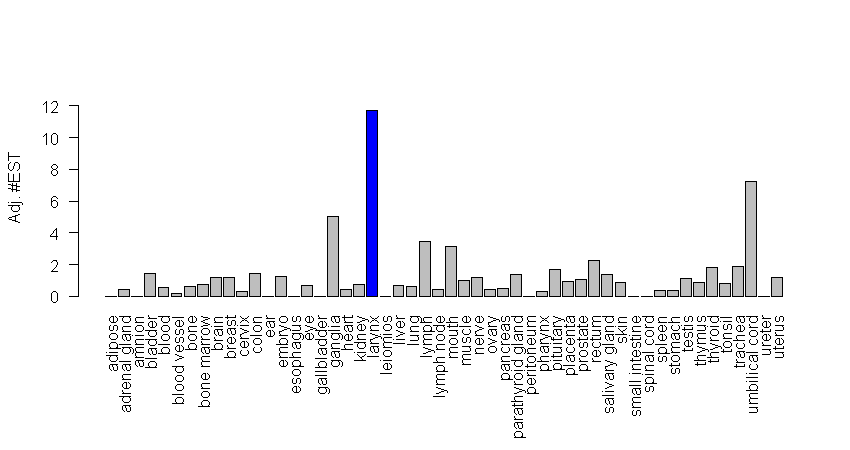 Adj. #EST
12
10
8
6
4
2
0
adipose
adrenal gland
amnion
bladder
blood
blood vessel
bone
bone marrow
brain
breast
cervix
colon
ear
embryo
esophagus
eye
gallbladder
ganglia
heart
kidney
larynx
leiomios
liver
lung
lymph
lymph node
mouth
muscle
nerve
ovary
pancreas
parathyroid gland
peritoneum
pharynx
pituitary
placenta
prostate
rectum
salivary gland
skin
small intestine
spinal cord
spleen
stomach
testis
thymus
thyroid
tonsil
trachea
umbilical cord
ureter
uterus